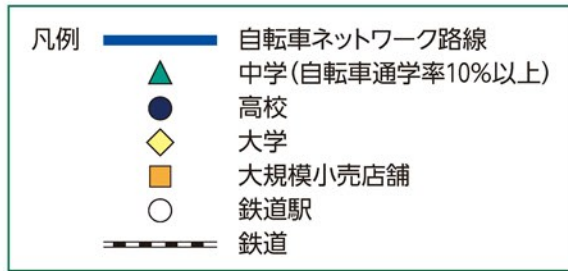 凡例 自転車ネットワーク路線
中学(自転車通学率10%以上)
高校
大学
大規模小売店舗
鉄道駅
鉄道